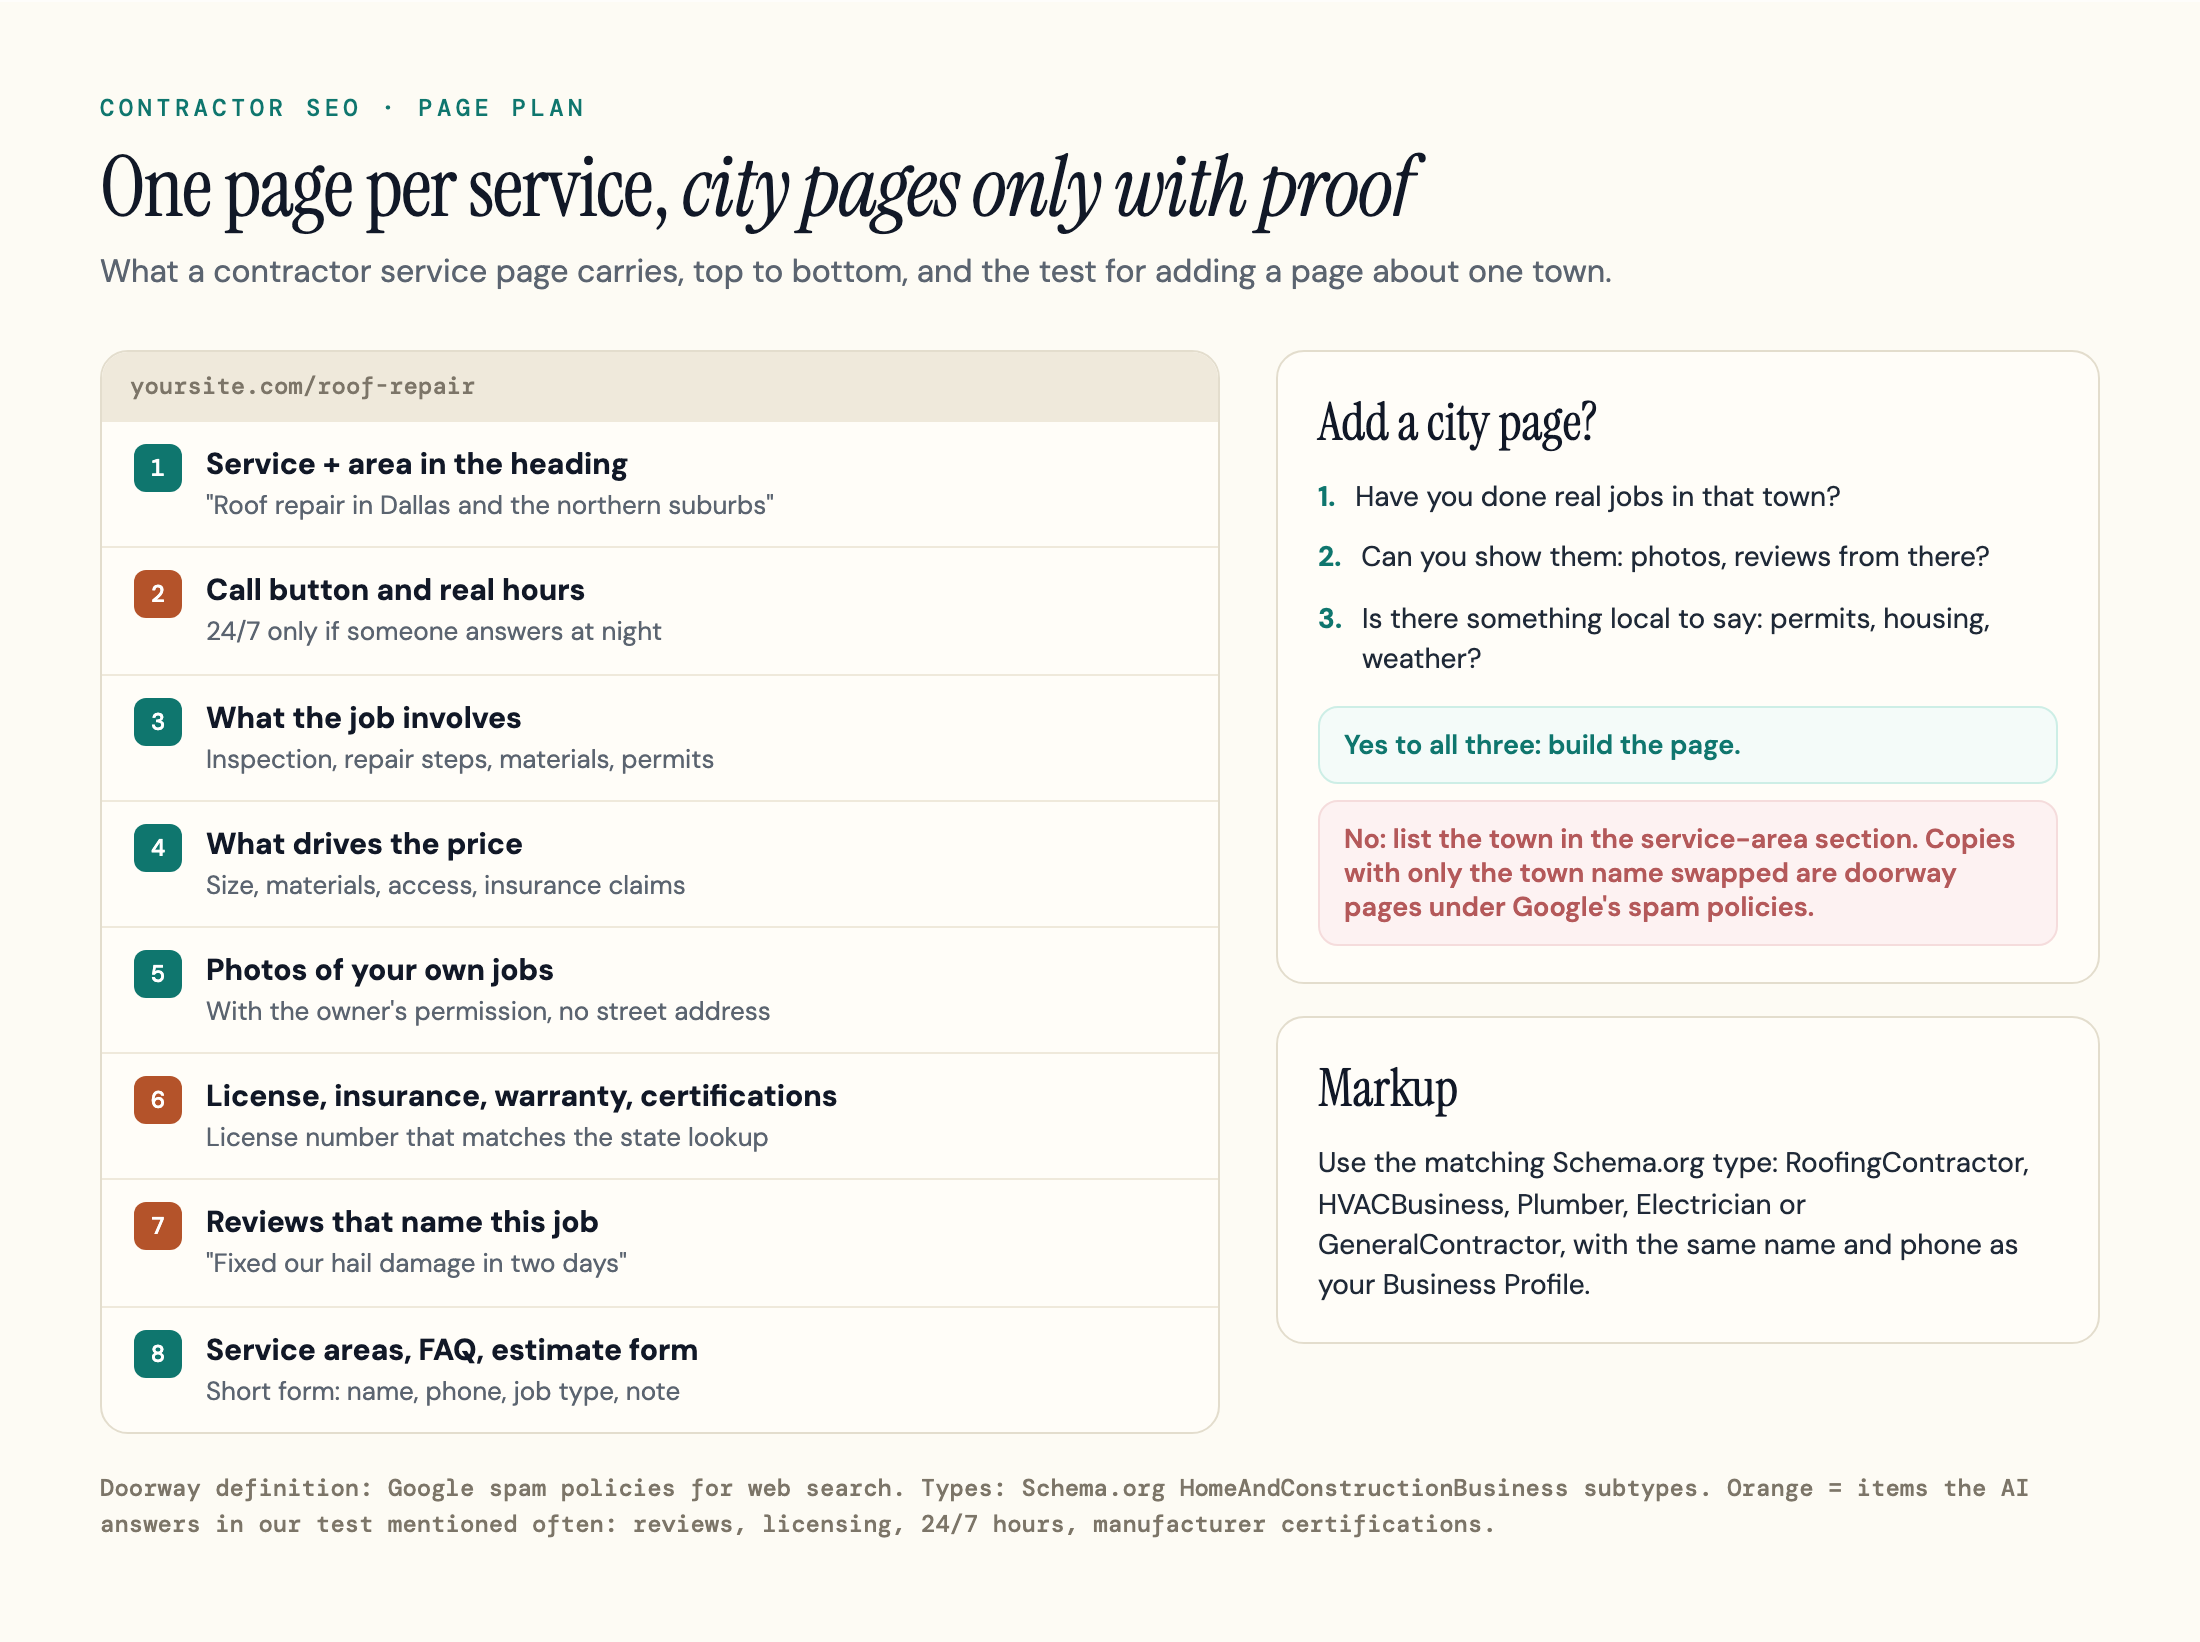 CONTRACTOR SEO · PAGE PLAN
One page per service, city pages only with proof
What a contractor service page carries, top to bottom, and the test for adding a page about one town.
yoursite.com/roof-repair
1 Service + area in the heading
"Roof repair in Dallas and the northern suburbs"
2 Call button and real hours
24/7 only if someone answers at night
3 What the job involves
Inspection, repair steps, materials, permits
4 What drives the price
Size, materials, access, insurance claims
5 Photos of your own jobs
With the owner's permission, no street address
6 License, insurance, warranty, certifications
License number that matches the state lookup
7 Reviews that name this job
"Fixed our hail damage in two days"
8 Service areas, FAQ, estimate form
Short form: name, phone, job type, note
Add a city page?
1. Have you done real jobs in that town?
2. Can you show them: photos, reviews from there?
3. Is there something local to say: permits, housing,
weather?
Yes to all three: build the page.
No: list the town in the service-area section. Copies
with only the town name swapped are doorway
pages under Google's spam policies.
Markup
Use the matching Schema.org type: RoofingContractor,
HVACBusiness, Plumber, Electrician or
GeneralContractor, with the same name and phone as
your Business Profile.
Doorway definition: Google spam policies for web search. Types: Schema.org HomeAndConstructionBusiness subtypes. Orange = items the AI
answers in our test mentioned often: reviews, licensing, 24/7 hours, manufacturer certifications.